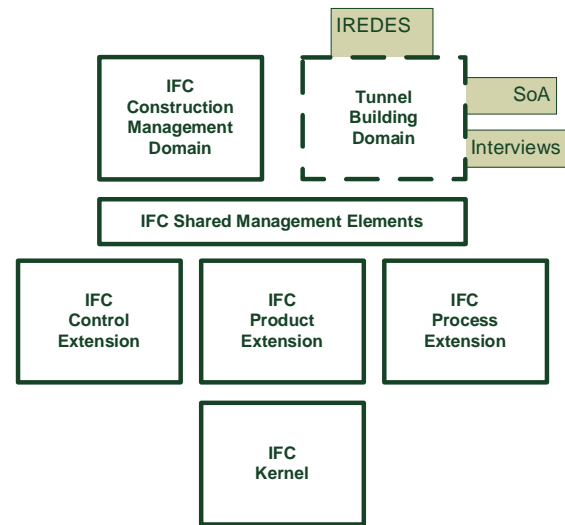 IREDES
IFC
Construction
Management
Domain
Tunnel
Building
Domain
SoA
Interviews
IFC Shared Management Elements
IFC
Control
Extension
IFC
Product
Extension
IFC
Process
Extension
IFC
Kernel